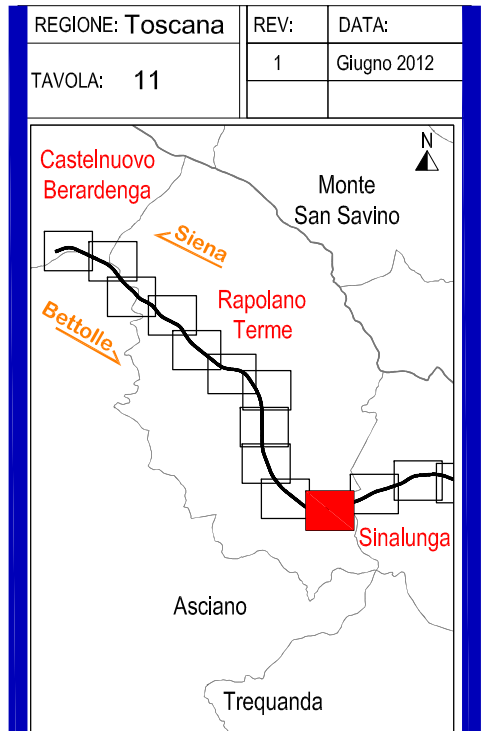 REGIONE: Toscana
REV:
DATA:
TAVOLA: 11
1
Giugno 2012
N
Castelnuovo
Berardenga
Monte
San Savino
Siena
Rapolano
Terme
Bettolle
Sinalunga
Asciano
Trequanda